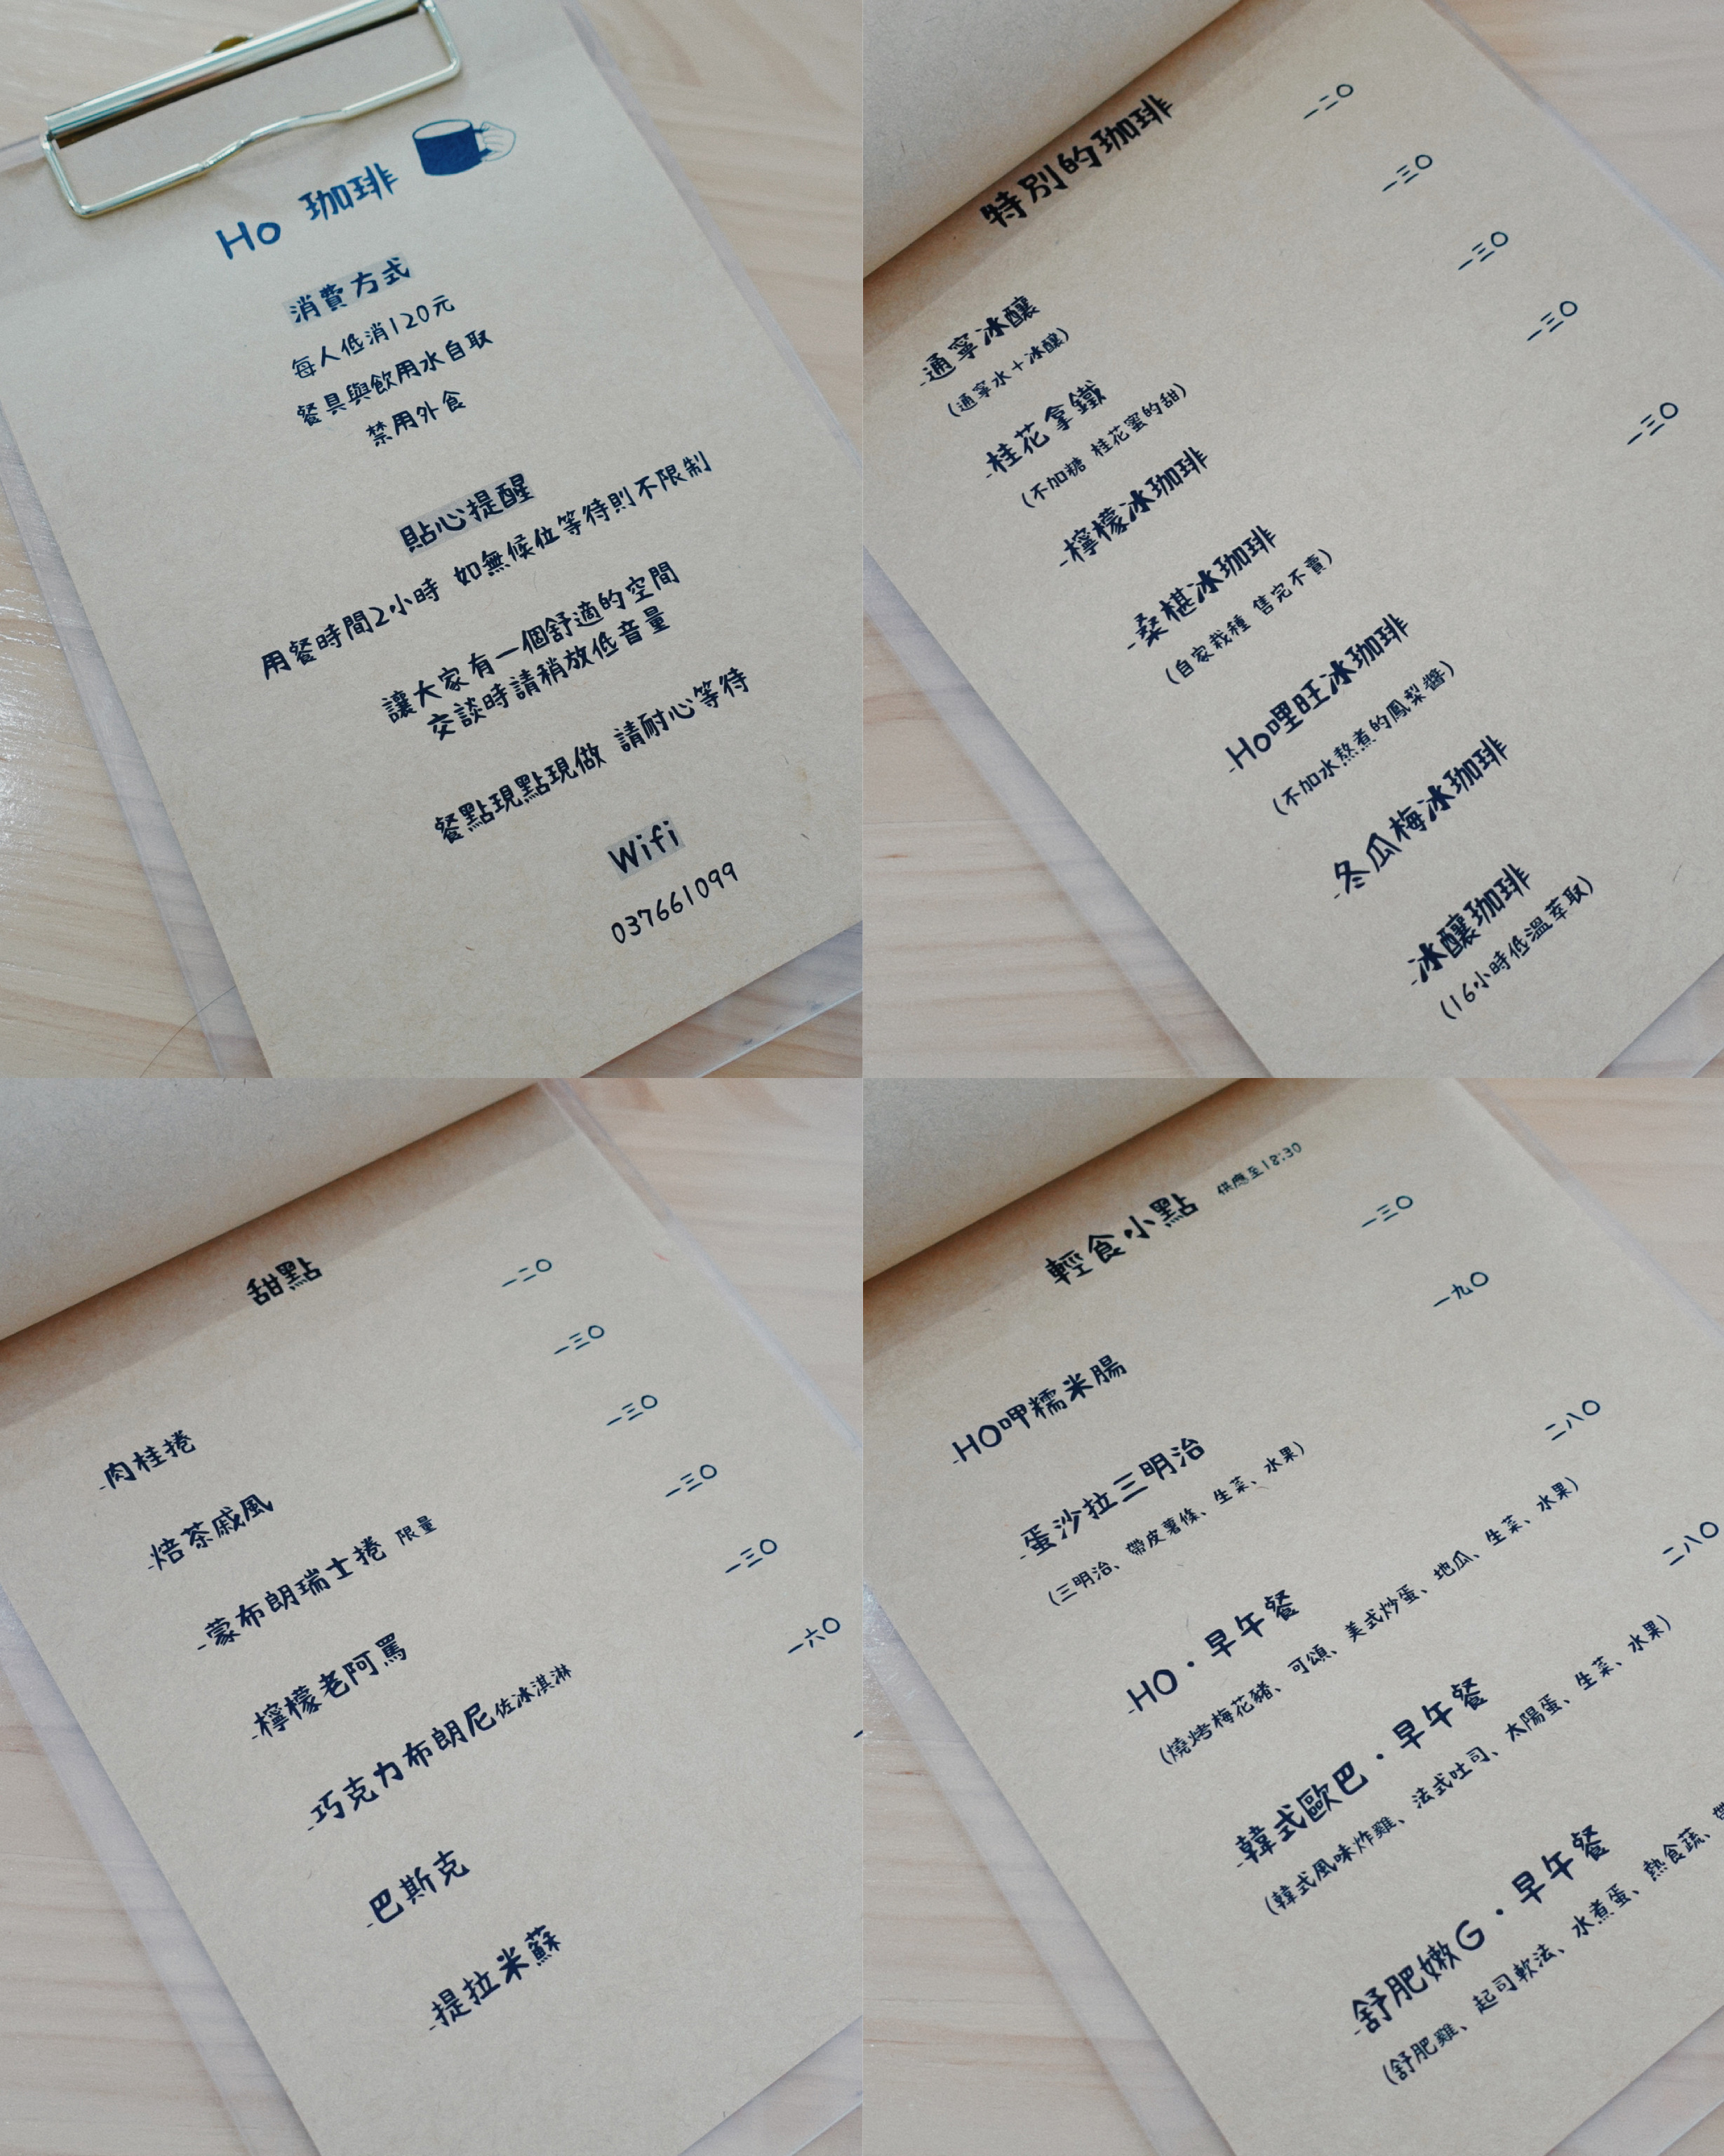 Ho 珈琲
消費方式
每人低消120元
餐具與飲用水自取
禁用外食
貼心提醒
用餐時間2小時 如無候位等待則不限制
讓大家有一個舒適的空間
交談時請稍放低音量
餐點現點現做 請耐心等待
Wifi
037661099
特別的珈琲
-通寧冰釀 一二〇
(通寧水+冰釀)
-桂花拿鐵 一三〇
(不加糖 桂花蜜的甜)
-檸檬冰珈琲 一三〇
-桑椹冰珈琲 一三〇
(自家栽種 售完不賣)
-Ho哩旺冰珈琲 一三〇
(不加水熬煮的鳳梨醬)
-冬瓜梅冰珈琲
-冰釀珈琲
(16小時低溫萃取)
甜點
-肉桂捲 一二〇
-焙茶戚風 一三〇
-蒙布朗瑞士捲 限量 一三〇
-檸檬老阿罵 一三〇
-巧克力布朗尼佐冰淇淋 一三〇
-巴斯克 一六〇
-提拉米蘇
輕食小點 供應至18:30
-HO呷糯米腸 一三〇
-蛋沙拉三明治 一九〇
(三明治、帶皮薯條、生菜、水果)
-HO·早午餐 二八〇
(燒烤梅花豬、可頌、美式炒蛋、地瓜、生菜、水果)
-韓式歐巴·早午餐 二八〇
(韓式風味炸雞、法式吐司、太陽蛋、生菜、水果)
-舒肥嫩G·早午餐
(舒肥雞、起司軟法、水煮蛋、熱食蔬、